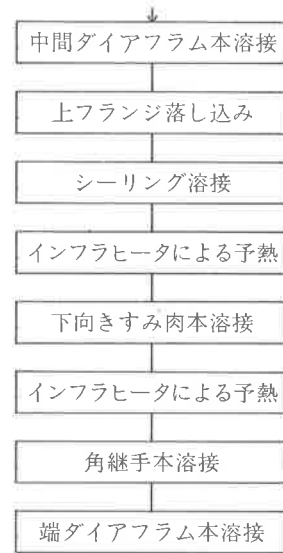 中間ダイアフラム本溶接
上フランジ落し込み
シーリング溶接
インフラヒータによる予熱
下向きすみ肉本溶接
インフラヒータによる予熱
角継手本溶接
端ダイアフラム本溶接